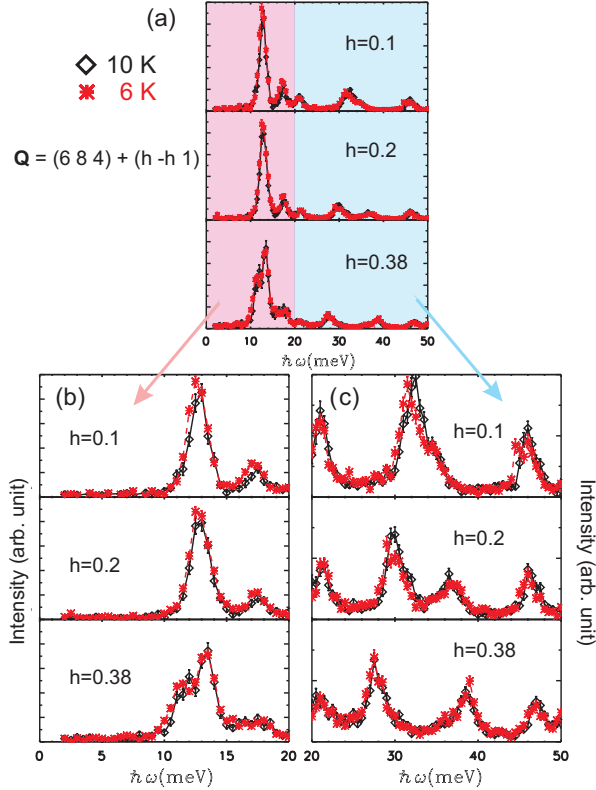 (a)
10 K
6 K
Q = (6 8 4) + (h -h 1)
h=0.1
h=0.2
h=0.38
0 10 20 30 40 50
ħω(meV)
(b)
h=0.1
h=0.2
h=0.38
Intensity (arb. unit)
0 5 10 15 20
ħω(meV)
(c)
h=0.1
h=0.2
h=0.38
Intensity (arb. unit)
20 30 40 50
ħω(meV)